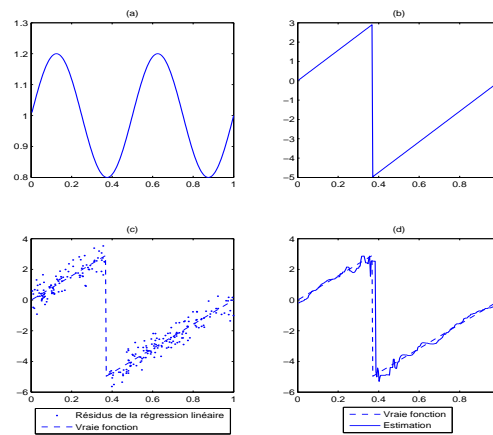 (a)
1.3
1.2
1.1
1
0.9
0.8
0 0.2 0.4 0.6 0.8 1
(b)
3
2
1
0
−1
−2
−3
−4
−5
0 0.2 0.4 0.6 0.8
(c)
4
2
0
−2
−4
−6
0 0.2 0.4 0.6 0.8 1
Résidus de la régression linéaire
Vraie fonction
(d)
4
2
0
−2
−4
−6
0 0.2 0.4 0.6 0.8
Vraie fonction
Estimation